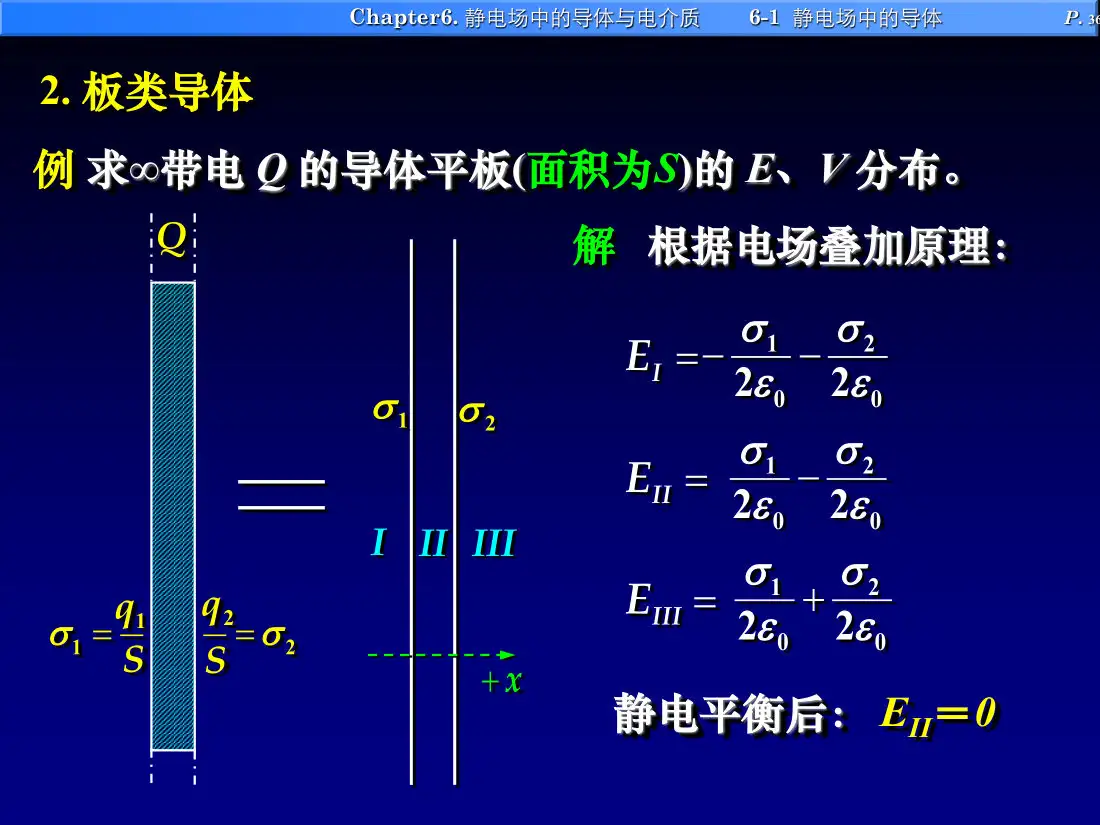 Chapter6. 静电场中的导体与电介质 6-1 静电场中的导体 P. 36
2. 板类导体
例 求∞带电 Q 的导体平板(面积为S)的 E、V 分布。
Q
解 根据电场叠加原理：
E_I = − σ₁/2ε₀ − σ₂/2ε₀
σ₁ σ₂
E_II = σ₁/2ε₀ − σ₂/2ε₀
I II III
E_III = σ₁/2ε₀ + σ₂/2ε₀
σ₁ = q₁/S q₂/S = σ₂
+x
静电平衡后： E_II＝0